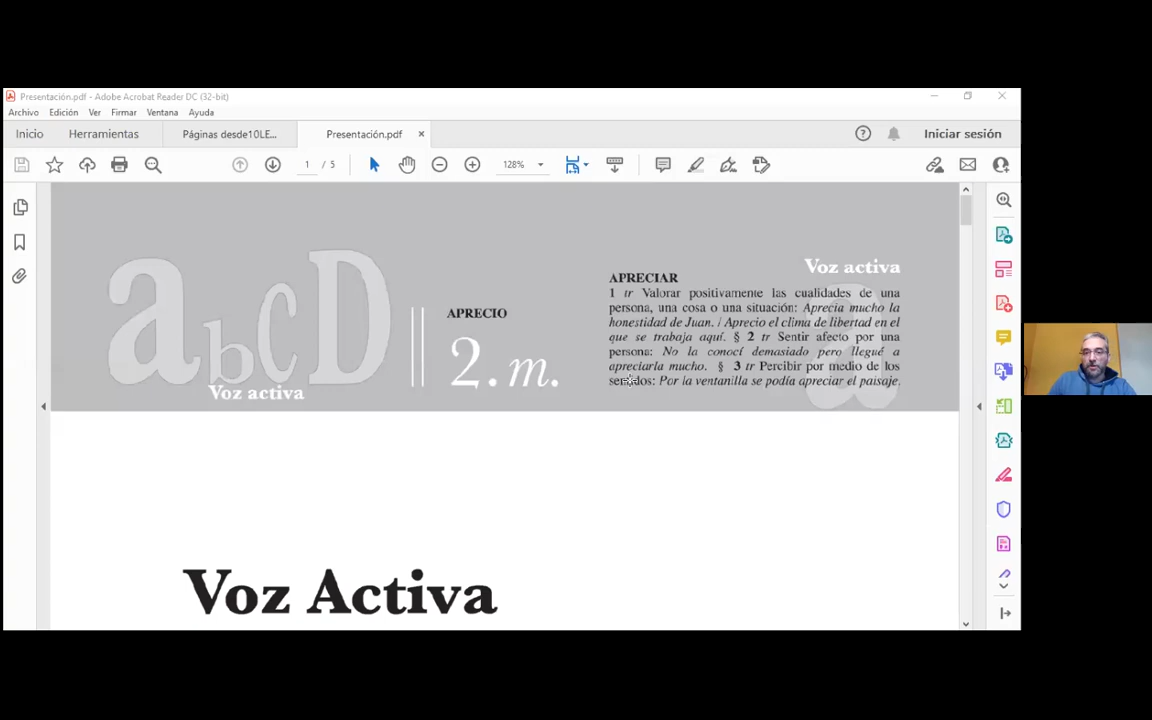 Presentación.pdf - Adobe Acrobat Reader DC (32-bit)
Archivo Edición Ver Firmar Ventana Ayuda
Inicio Herramientas Páginas desde10LE... Presentación.pdf × Iniciar sesión
1 / 5 128%
abcD
Voz activa
APRECIO
2. m.
Voz activa
a
APRECIAR
1 tr Valorar positivamente las cualidades de una
persona, una cosa o una situación: Aprecia mucho la
honestidad de Juan. / Aprecio el clima de libertad en el
que se trabaja aquí. § 2 tr Sentir afecto por una
persona: No la conocí demasiado pero llegué a
apreciarla mucho. § 3 tr Percibir por medio de los
sentidos: Por la ventanilla se podía apreciar el paisaje.
Voz Activa